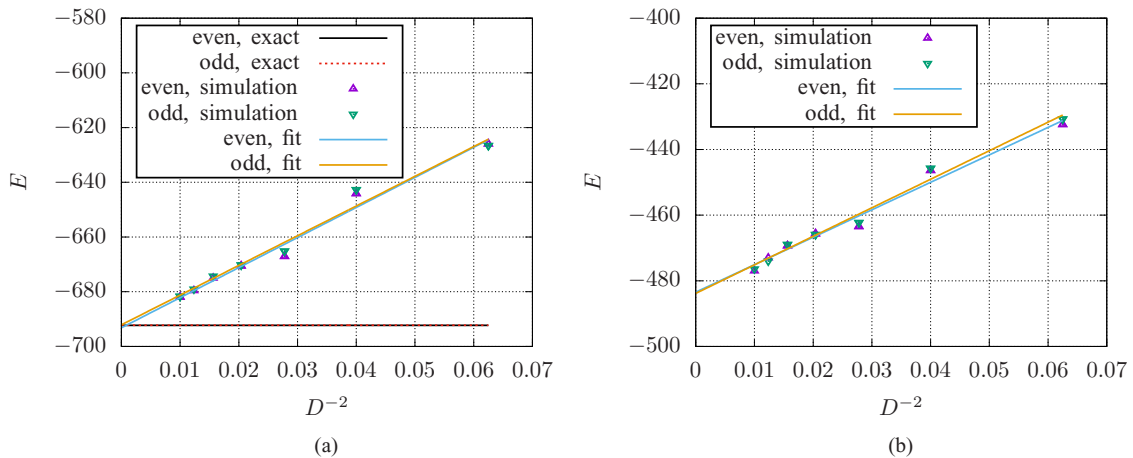 −580
−600
−620
−640
−660
−680
−700
E
even, exact
odd, exact
even, simulation
odd, simulation
even, fit
odd, fit
0 0.01 0.02 0.03 0.04 0.05 0.06 0.07
D−2
(a)
−400
−420
−440
−460
−480
−500
E
even, simulation
odd, simulation
even, fit
odd, fit
0 0.01 0.02 0.03 0.04 0.05 0.06 0.07
D−2
(b)